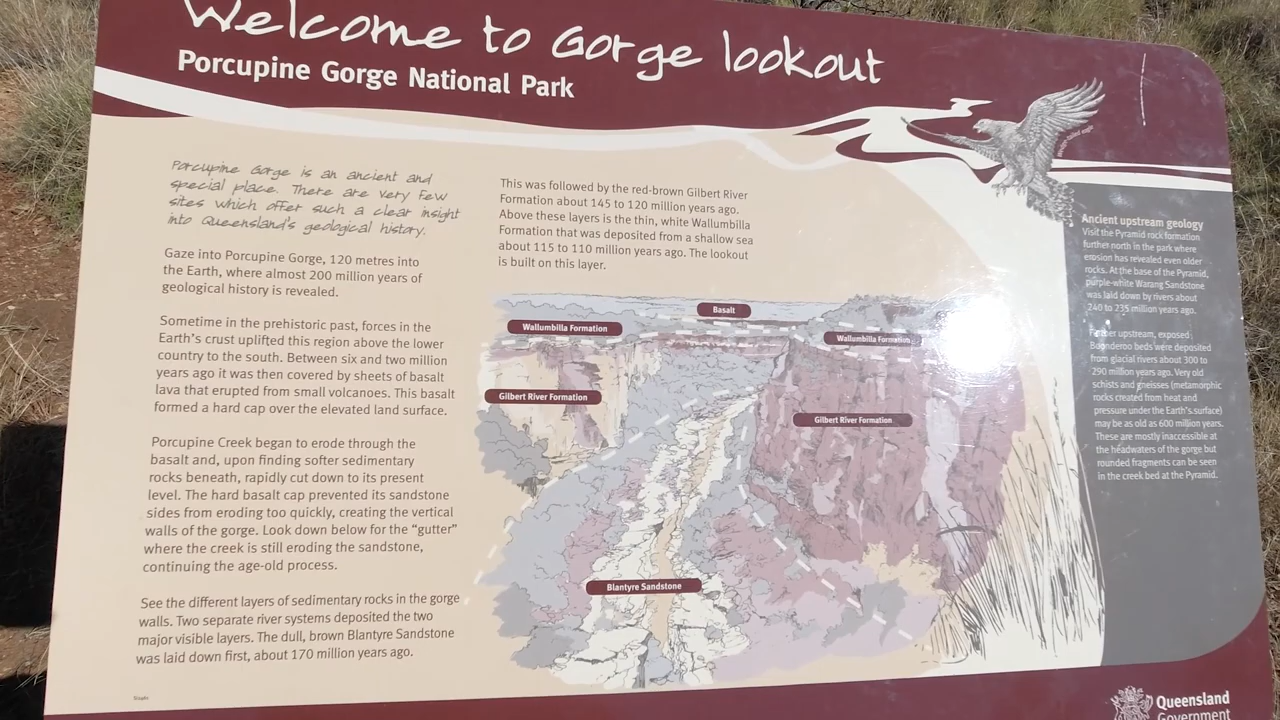 Welcome to Gorge lookout
Porcupine Gorge National Park
Porcupine Gorge is an ancient and
special place. There are very few
sites which offer such a clear insight
into Queensland's geological history.
Gaze into Porcupine Gorge, 120 metres into
the Earth, where almost 200 million years of
geological history is revealed.
Sometime in the prehistoric past, forces in the
Earth's crust uplifted this region above the lower
country to the south. Between six and two million
years ago it was then covered by sheets of basalt
lava that erupted from small volcanoes. This basalt
formed a hard cap over the elevated land surface.
Porcupine Creek began to erode through the
basalt and, upon finding softer sedimentary
rocks beneath, rapidly cut down to its present
level. The hard basalt cap prevented its sandstone
sides from eroding too quickly, creating the vertical
walls of the gorge. Look down below for the "gutter"
where the creek is still eroding the sandstone,
continuing the age-old process.
See the different layers of sedimentary rocks in the gorge
walls. Two separate river systems deposited the two
major visible layers. The dull, brown Blantyre Sandstone
was laid down first, about 170 million years ago.
This was followed by the red-brown Gilbert River
Formation about 145 to 120 million years ago.
Above these layers is the thin, white Wallumbilla
Formation that was deposited from a shallow sea
about 115 to 110 million years ago. The lookout
is built on this layer.
Basalt
Wallumbilla Formation
Wallumbilla Formation
Gilbert River Formation
Gilbert River Formation
Blantyre Sandstone
Wedge-tailed eagle
Ancient upstream geology
Visit the Pyramid rock formation
further north in the park where
erosion has revealed even older
rocks. At the base of the Pyramid,
purple-white Warang Sandstone
was laid down by rivers about
240 to 235 million years ago.
Further upstream, exposed
Boonderoo beds were deposited
from glacial rivers about 300 to
290 million years ago. Very old
schists and gneisses (metamorphic
rocks created from heat and
pressure under the Earth's surface)
may be as old as 600 million years.
These are mostly inaccessible at
the headwaters of the gorge but
rounded fragments can be seen
in the creek bed at the Pyramid.
Queensland
Government